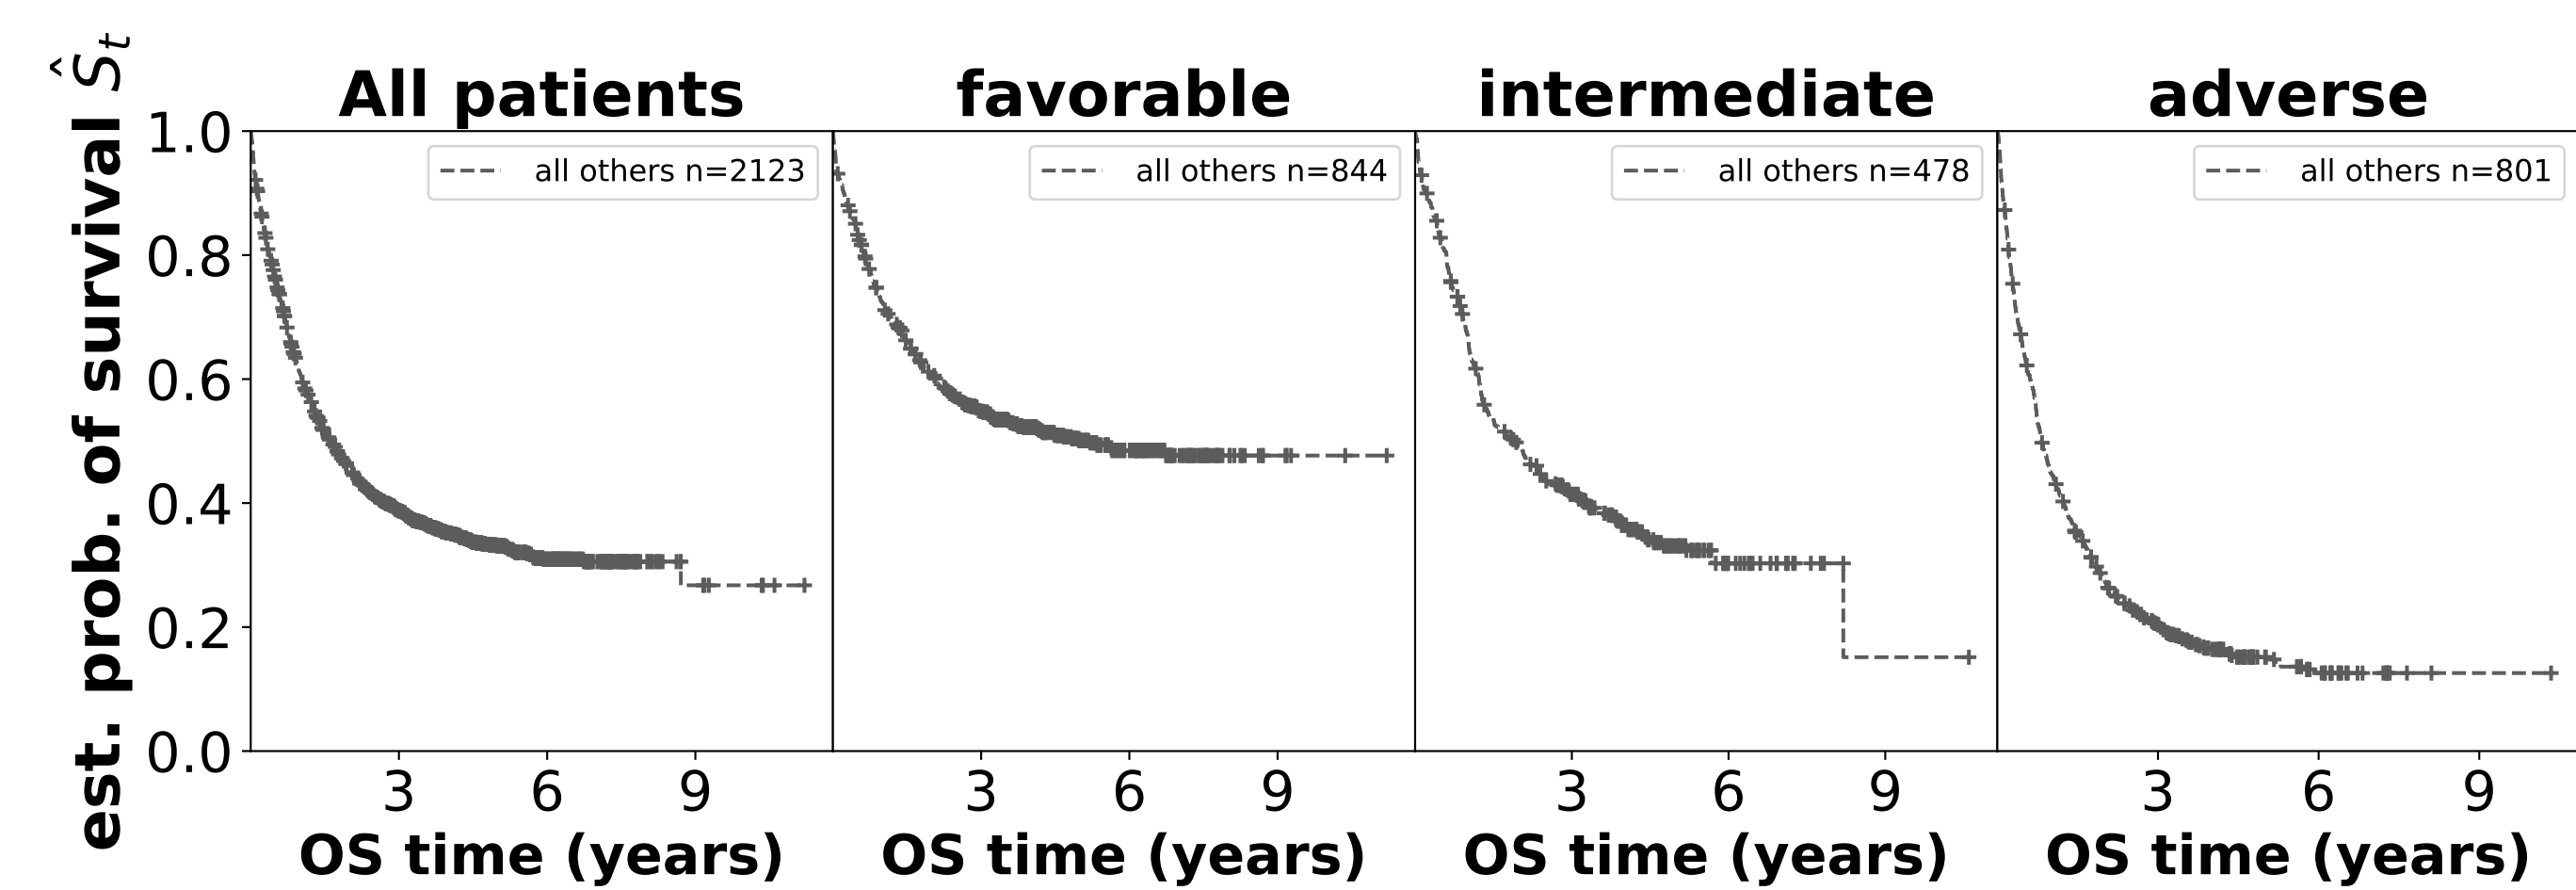 est. prob. of survival Ŝt
All patients
1.0
0.8
0.6
0.4
0.2
0.0
all others n=2123
3 6 9
OS time (years)
favorable
all others n=844
3 6 9
OS time (years)
intermediate
all others n=478
3 6 9
OS time (years)
adverse
all others n=801
3 6 9
OS time (years)